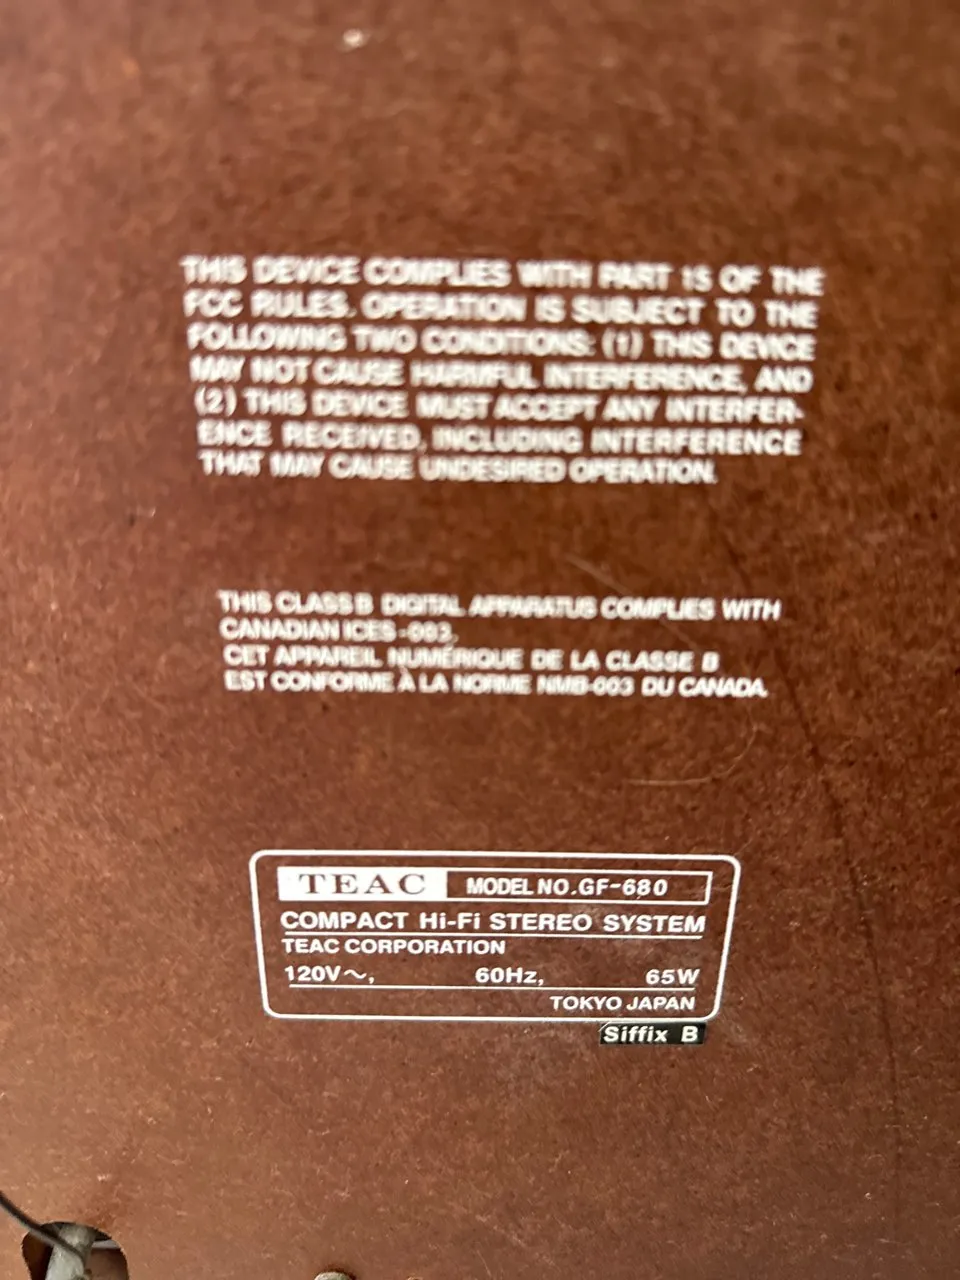 THIS DEVICE COMPLIES WITH PART 15 OF THE
FCC RULES. OPERATION IS SUBJECT TO THE
FOLLOWING TWO CONDITIONS: (1) THIS DEVICE
MAY NOT CAUSE HARMFUL INTERFERENCE, AND
(2) THIS DEVICE MUST ACCEPT ANY INTERFER-
ENCE RECEIVED, INCLUDING INTERFERENCE
THAT MAY CAUSE UNDESIRED OPERATION.
THIS CLASS B DIGITAL APPARATUS COMPLIES WITH
CANADIAN ICES-003.
CET APPAREIL NUMÉRIQUE DE LA CLASSE B
EST CONFORME À LA NORME NMB-003 DU CANADA.
TEAC MODEL NO.GF-680
COMPACT Hi-Fi STEREO SYSTEM
TEAC CORPORATION
120V~, 60Hz, 65W
TOKYO JAPAN
Siffix B